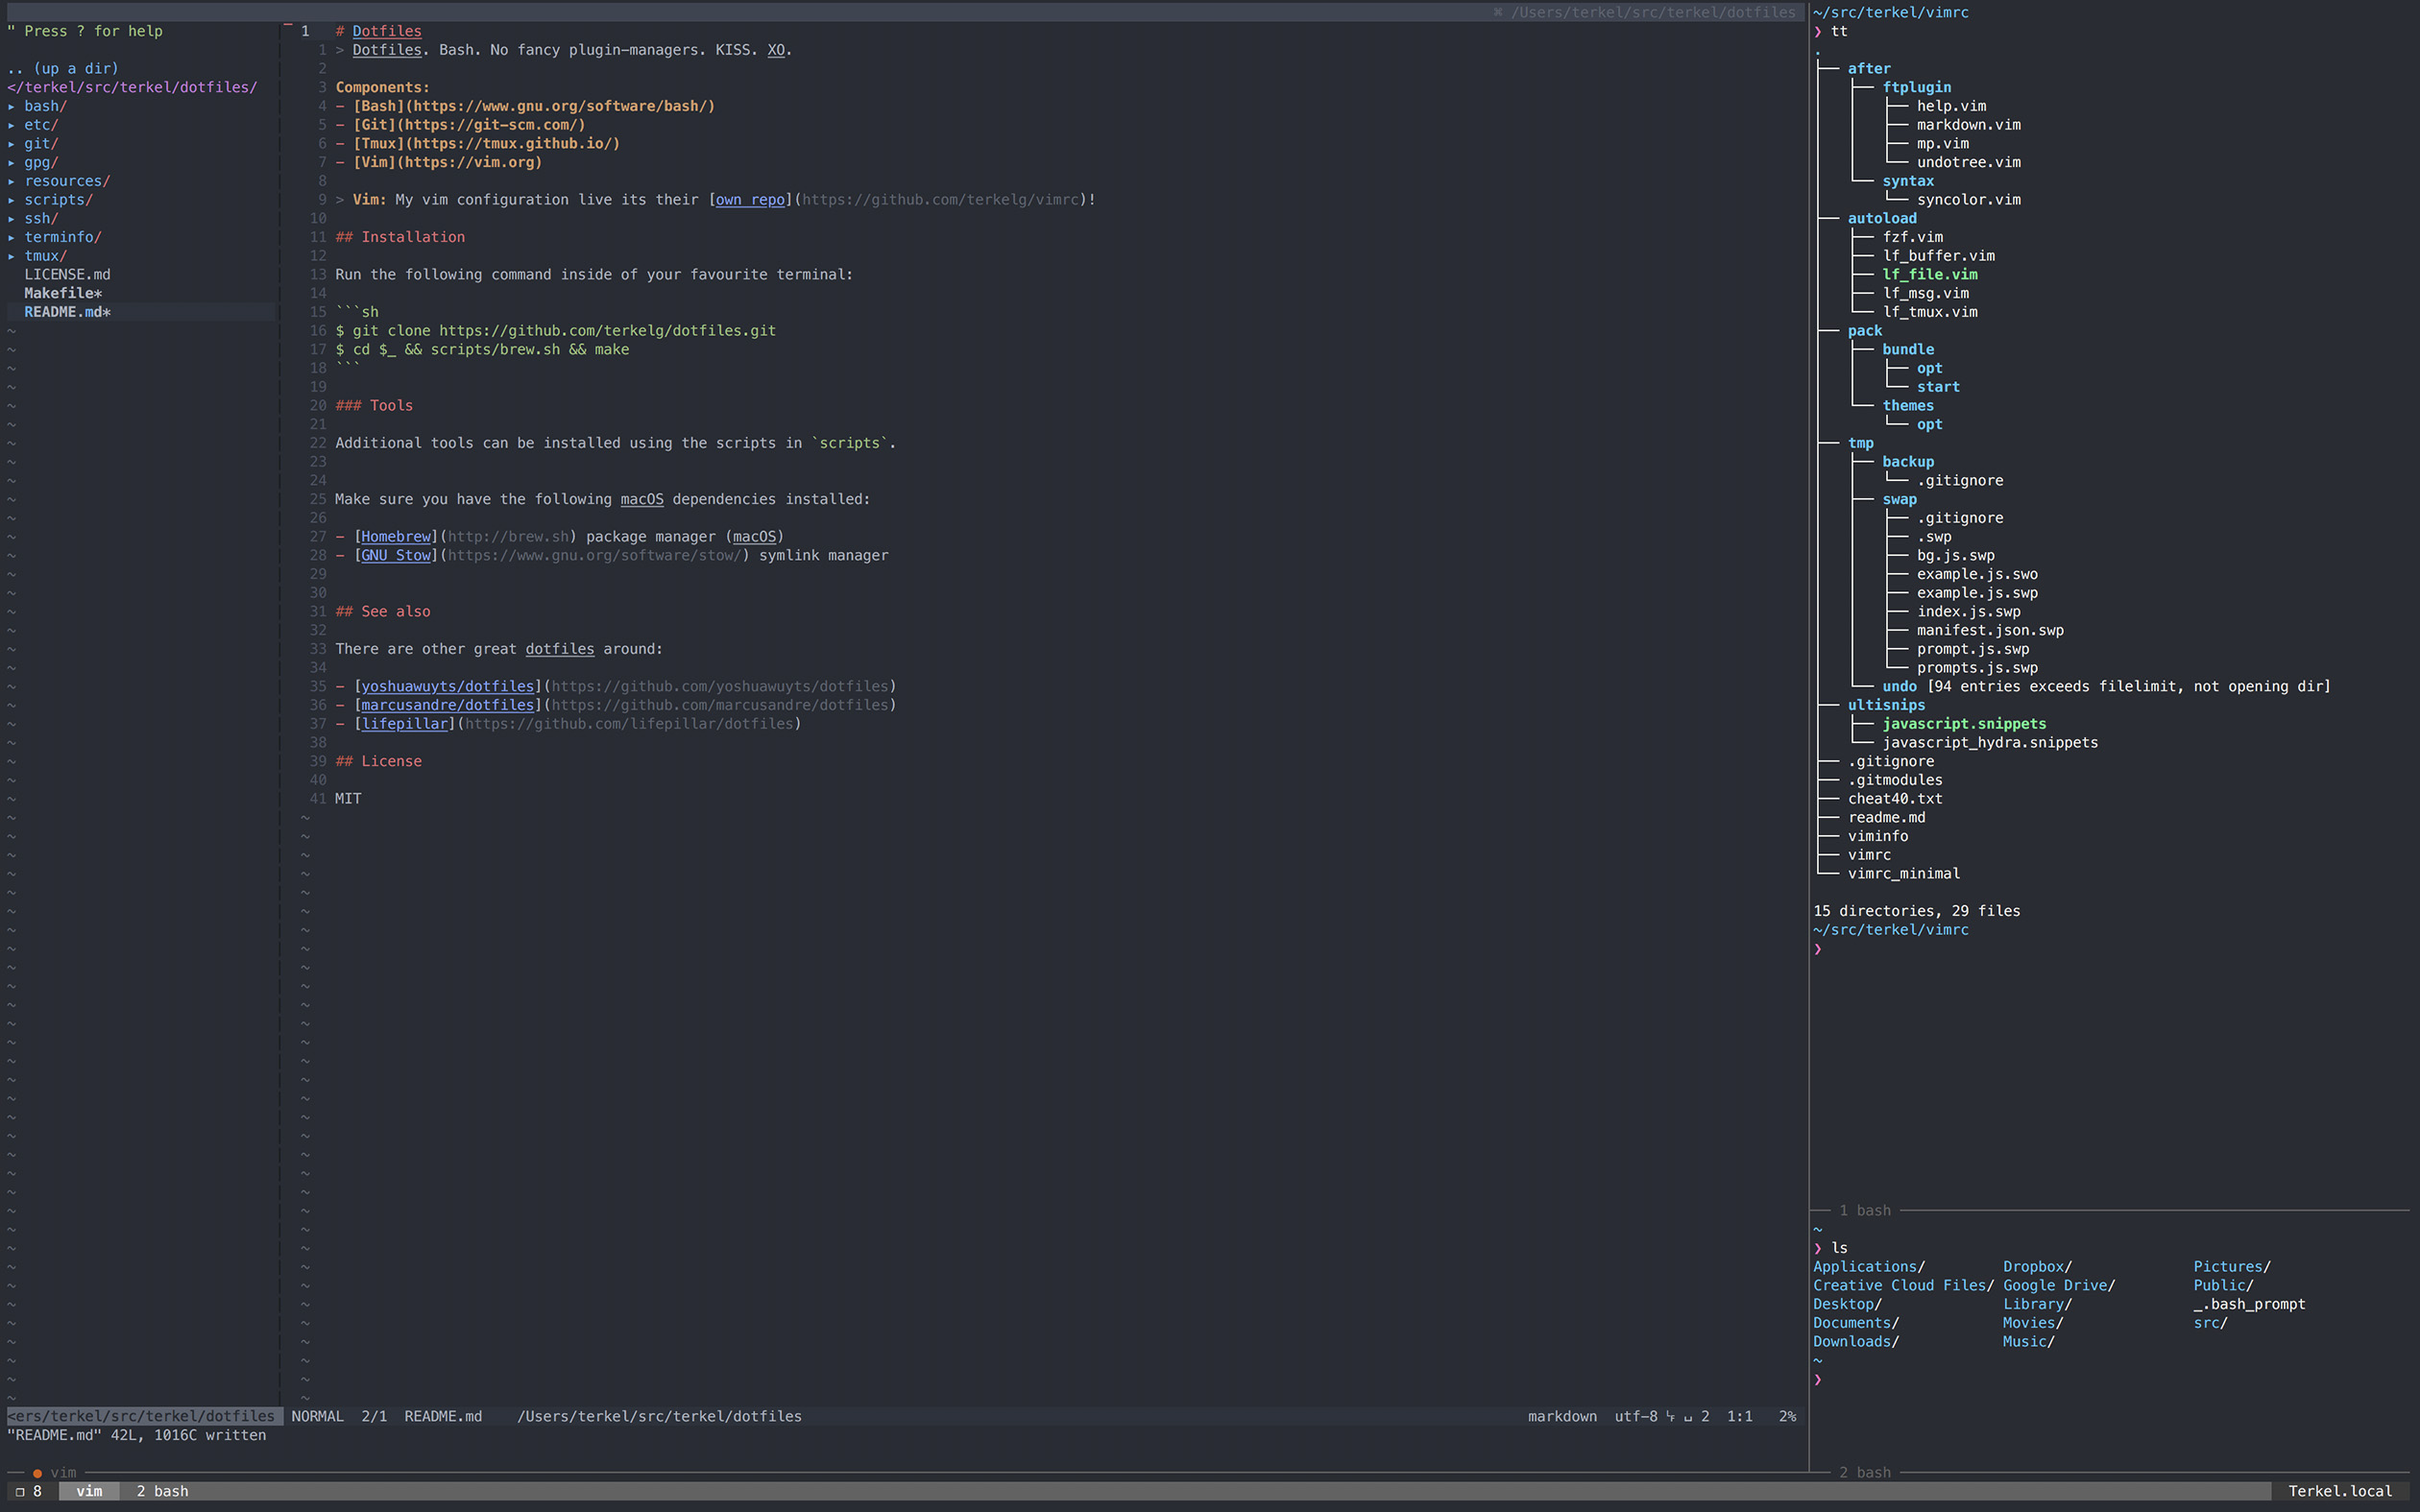 ⌘ /Users/terkel/src/terkel/dotfiles
" Press ? for help
.. (up a dir)
</terkel/src/terkel/dotfiles/
▸ bash/
▸ etc/
▸ git/
▸ gpg/
▸ resources/
▸ scripts/
▸ ssh/
▸ terminfo/
▸ tmux/
LICENSE.md
Makefile*
README.md*
1 # Dotfiles
1 > Dotfiles. Bash. No fancy plugin-managers. KISS. XO.
2
3 Components:
4 - [Bash](https://www.gnu.org/software/bash/)
5 - [Git](https://git-scm.com/)
6 - [Tmux](https://tmux.github.io/)
7 - [Vim](https://vim.org)
8
9 > Vim: My vim configuration live its their [own repo](https://github.com/terkelg/vimrc)!
10
11 ## Installation
12
13 Run the following command inside of your favourite terminal:
14
15 ```sh
16 $ git clone https://github.com/terkelg/dotfiles.git
17 $ cd $_ && scripts/brew.sh && make
18 ```
19
20 ### Tools
21
22 Additional tools can be installed using the scripts in `scripts`.
23
24
25 Make sure you have the following macOS dependencies installed:
26
27 - [Homebrew](http://brew.sh) package manager (macOS)
28 - [GNU Stow](https://www.gnu.org/software/stow/) symlink manager
29
30
31 ## See also
32
33 There are other great dotfiles around:
34
35 - [yoshuawuyts/dotfiles](https://github.com/yoshuawuyts/dotfiles)
36 - [marcusandre/dotfiles](https://github.com/marcusandre/dotfiles)
37 - [lifepillar](https://github.com/lifepillar/dotfiles)
38
39 ## License
40
41 MIT
<ers/terkel/src/terkel/dotfiles NORMAL 2/1 README.md /Users/terkel/src/terkel/dotfiles markdown utf-8 ␣ 2 1:1 2%
"README.md" 42L, 1016C written
● vim
~/src/terkel/vimrc
❯ tt
.
├── after
│   ├── ftplugin
│   │   ├── help.vim
│   │   ├── markdown.vim
│   │   ├── mp.vim
│   │   └── undotree.vim
│   └── syntax
│       └── syncolor.vim
├── autoload
│   ├── fzf.vim
│   ├── lf_buffer.vim
│   ├── lf_file.vim
│   ├── lf_msg.vim
│   └── lf_tmux.vim
├── pack
│   ├── bundle
│   │   ├── opt
│   │   └── start
│   └── themes
│       └── opt
├── tmp
│   ├── backup
│   │   └── .gitignore
│   ├── swap
│   │   ├── .gitignore
│   │   ├── .swp
│   │   ├── bg.js.swp
│   │   ├── example.js.swo
│   │   ├── example.js.swp
│   │   ├── index.js.swp
│   │   ├── manifest.json.swp
│   │   ├── prompt.js.swp
│   │   └── prompts.js.swp
│   └── undo [94 entries exceeds filelimit, not opening dir]
├── ultisnips
│   ├── javascript.snippets
│   └── javascript_hydra.snippets
├── .gitignore
├── .gitmodules
├── cheat40.txt
├── readme.md
├── viminfo
├── vimrc
└── vimrc_minimal
15 directories, 29 files
~/src/terkel/vimrc
❯
1 bash
~
❯ ls
Applications/ Dropbox/ Pictures/
Creative Cloud Files/ Google Drive/ Public/
Desktop/ Library/ _.bash_prompt
Documents/ Movies/ src/
Downloads/ Music/
~
❯
2 bash
❐ 8 vim 2 bash Terkel.local